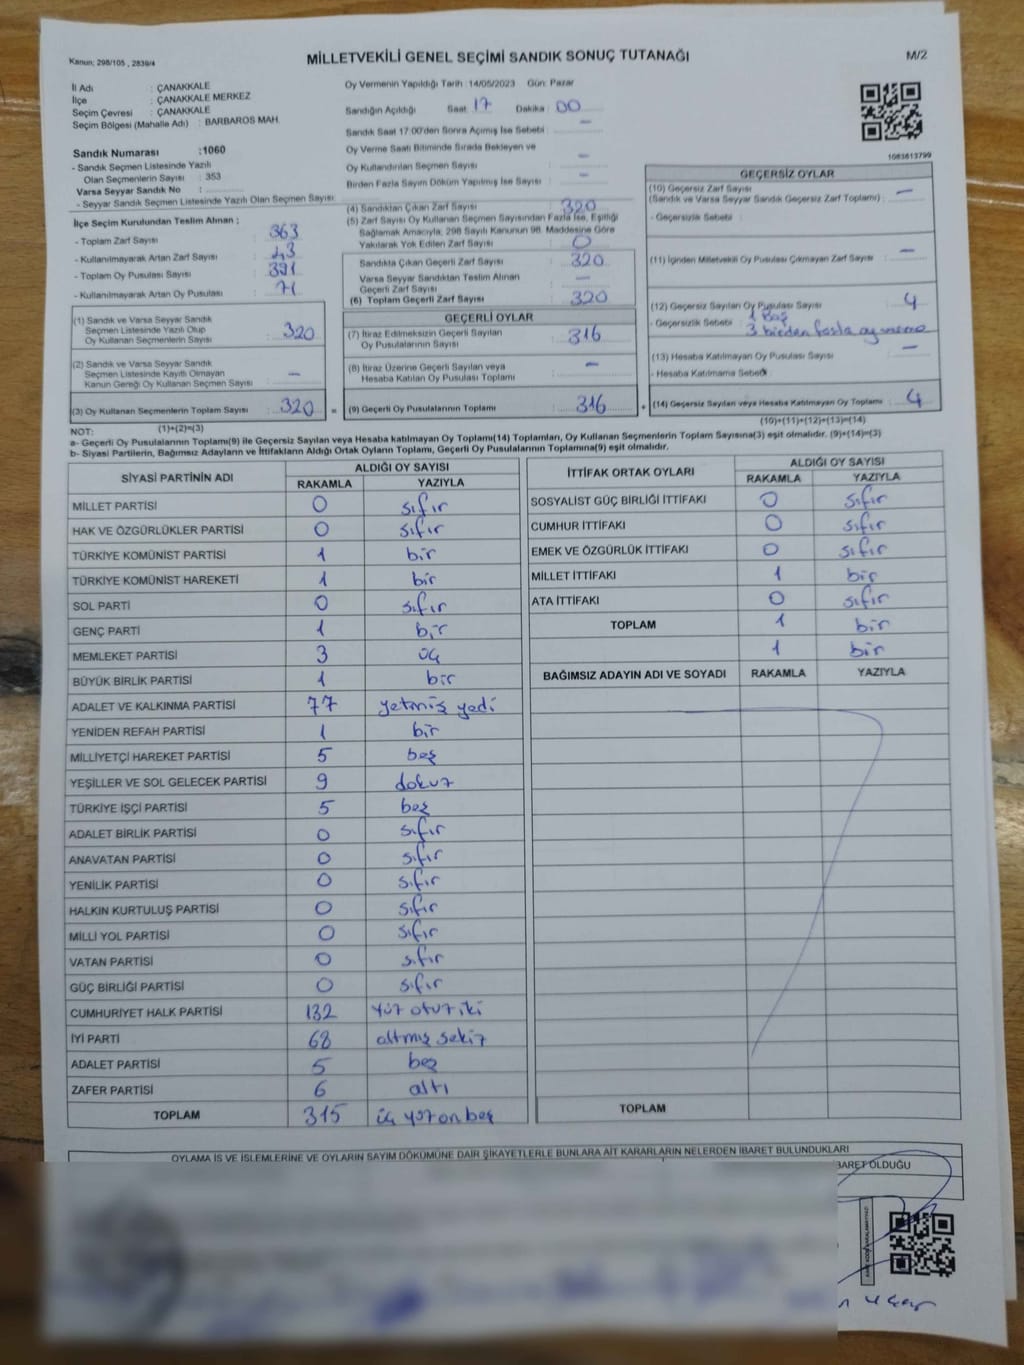 Kanun; 298/105 , 2839/4
MİLLETVEKİLİ GENEL SEÇİMİ SANDIK SONUÇ TUTANAĞI
M/2
İl Adı : ÇANAKKALE
İlçe : ÇANAKKALE MERKEZ
Seçim Çevresi : ÇANAKKALE
Seçim Bölgesi (Mahalle Adı) : BARBAROS MAH.
Sandık Numarası :1060
- Sandık Seçmen Listesinde Yazılı
Olan Seçmenlerin Sayısı : 353
Varsa Seyyar Sandık No :
- Seyyar Sandık Seçmen Listesinde Yazılı Olan Seçmen Sayısı
Oy Vermenin Yapıldığı Tarih :14/05/2023 Gün: Pazar
Sandığın Açıldığı Saat 17 Dakika : 00
Sandık Saat 17:00'den Sonra Açımış İse Sebebi : –
Oy Verme Saati Bitiminde Sırada Bekleyen ve
Oy Kullandırılan Seçmen Sayısı : –
Birden Fazla Sayım Döküm Yapılmış İse Sayısı : –
1083613799
İlçe Seçim Kurulundan Teslim Alınan ;
- Toplam Zarf Sayısı : 363
- Kullanılmayarak Artan Zarf Sayısı : 43
- Toplam Oy Pusulası Sayısı : 391
- Kullanılmayarak Artan Oy Pusulası : 71
(1) Sandık ve Varsa Seyyar Sandık
Seçmen Listesinde Yazılı Olup
Oy Kullanan Seçmenlerin Sayısı : 320
(2) Sandık ve Varsa Seyyar Sandık
Seçmen Listesinde Kayıtlı Olmayan
Kanun Gereği Oy Kullanan Seçmen Sayısı : –
(3) Oy Kullanan Seçmenlerin Toplam Sayısı : 320
(4) Sandıktan Çıkan Zarf Sayısı : 320
(5) Zarf Sayısı Oy Kullanan Seçmen Sayısından Fazla İse, Eşitliği
Sağlamak Amacıyla, 298 Sayılı Kanunun 98. Maddesine Göre
Yakılarak Yok Edilen Zarf Sayısı : 0
Sandıkta Çıkan Geçerli Zarf Sayısı : 320
Varsa Seyyar Sandıktan Teslim Alınan
Geçerli Zarf Sayısı : –
(6) Toplam Geçerli Zarf Sayısı : 320
GEÇERLİ OYLAR
(7) İtiraz Edilmeksizin Geçerli Sayılan
Oy Pusulalarının Sayısı : 316
(8) İtiraz Üzerine Geçerli Sayılan veya
Hesaba Katılan Oy Pusulası Toplamı : –
= (9) Geçerli Oy Pusulalarının Toplamı : 316
GEÇERSİZ OYLAR
(10) Geçersiz Zarf Sayısı
(Sandık ve Varsa Seyyar Sandık Geçersiz Zarf Toplamı) : –
- Geçersizlik Sebebi :
(11) İçinden Milletvekili Oy Pusulası Çıkmayan Zarf Sayısı : –
(12) Geçersiz Sayılan Oy Pusulası Sayısı : 4
- Geçersizlik Sebebi : 1 Boş
3 birden fazla oy verme
(13) Hesaba Katılmayan Oy Pusulası Sayısı : –
- Hesaba Katılmama Sebebi :
+ (14) Geçersiz Sayılan veya Hesaba Katılmayan Oy Toplamı : 4
NOT: (1)+(2)=(3)
(10)+(11)+(12)+(13)=(14)
a- Geçerli Oy Pusulalarının Toplamı(9) ile Geçersiz Sayılan veya Hesaba katılmayan Oy Toplamı(14) Toplamları, Oy Kullanan Seçmenlerin Toplam Sayısına(3) eşit olmalıdır. (9)+(14)=(3)
b- Siyasi Partilerin, Bağımsız Adayların ve İttifakların Aldığı Ortak Oyların Toplamı, Geçerli Oy Pusulalarının Toplamına(9) eşit olmalıdır.
SİYASİ PARTİNİN ADI ALDIĞI OY SAYISI
RAKAMLA YAZIYLA
MİLLET PARTİSİ 0 sıfır
HAK VE ÖZGÜRLÜKLER PARTİSİ 0 sıfır
TÜRKİYE KOMÜNİST PARTİSİ 1 bir
TÜRKİYE KOMÜNİST HAREKETİ 1 bir
SOL PARTİ 0 sıfır
GENÇ PARTİ 1 bir
MEMLEKET PARTİSİ 3 üç
BÜYÜK BİRLİK PARTİSİ 1 bir
ADALET VE KALKINMA PARTİSİ 77 yetmiş yedi
YENİDEN REFAH PARTİSİ 1 bir
MİLLİYETÇİ HAREKET PARTİSİ 5 beş
YEŞİLLER VE SOL GELECEK PARTİSİ 9 dokuz
TÜRKİYE İŞÇİ PARTİSİ 5 beş
ADALET BİRLİK PARTİSİ 0 sıfır
ANAVATAN PARTİSİ 0 sıfır
YENİLİK PARTİSİ 0 sıfır
HALKIN KURTULUŞ PARTİSİ 0 sıfır
MİLLİ YOL PARTİSİ 0 sıfır
VATAN PARTİSİ 0 sıfır
GÜÇ BİRLİĞİ PARTİSİ 0 sıfır
CUMHURİYET HALK PARTİSİ 132 yüz otuz iki
İYİ PARTİ 68 altmış sekiz
ADALET PARTİSİ 5 beş
ZAFER PARTİSİ 6 altı
TOPLAM 315 üç yüz on beş
İTTİFAK ORTAK OYLARI ALDIĞI OY SAYISI
RAKAMLA YAZIYLA
SOSYALİST GÜÇ BİRLİĞİ İTTİFAKI 0 sıfır
CUMHUR İTTİFAKI 0 sıfır
EMEK VE ÖZGÜRLÜK İTTİFAKI 0 sıfır
MİLLET İTTİFAKI 1 bir
ATA İTTİFAKI 0 sıfır
TOPLAM 1 bir
1 bir
BAĞIMSIZ ADAYIN ADI VE SOYADI RAKAMLA YAZIYLA
TOPLAM
OYLAMA İŞ VE İŞLEMLERİNE VE OYLARIN SAYIM DÖKÜMÜNE DAİR ŞİKAYETLERLE BUNLARA AİT KARARLARIN NELERDEN İBARET BULUNDUKLARI
BARET OLDUĞU